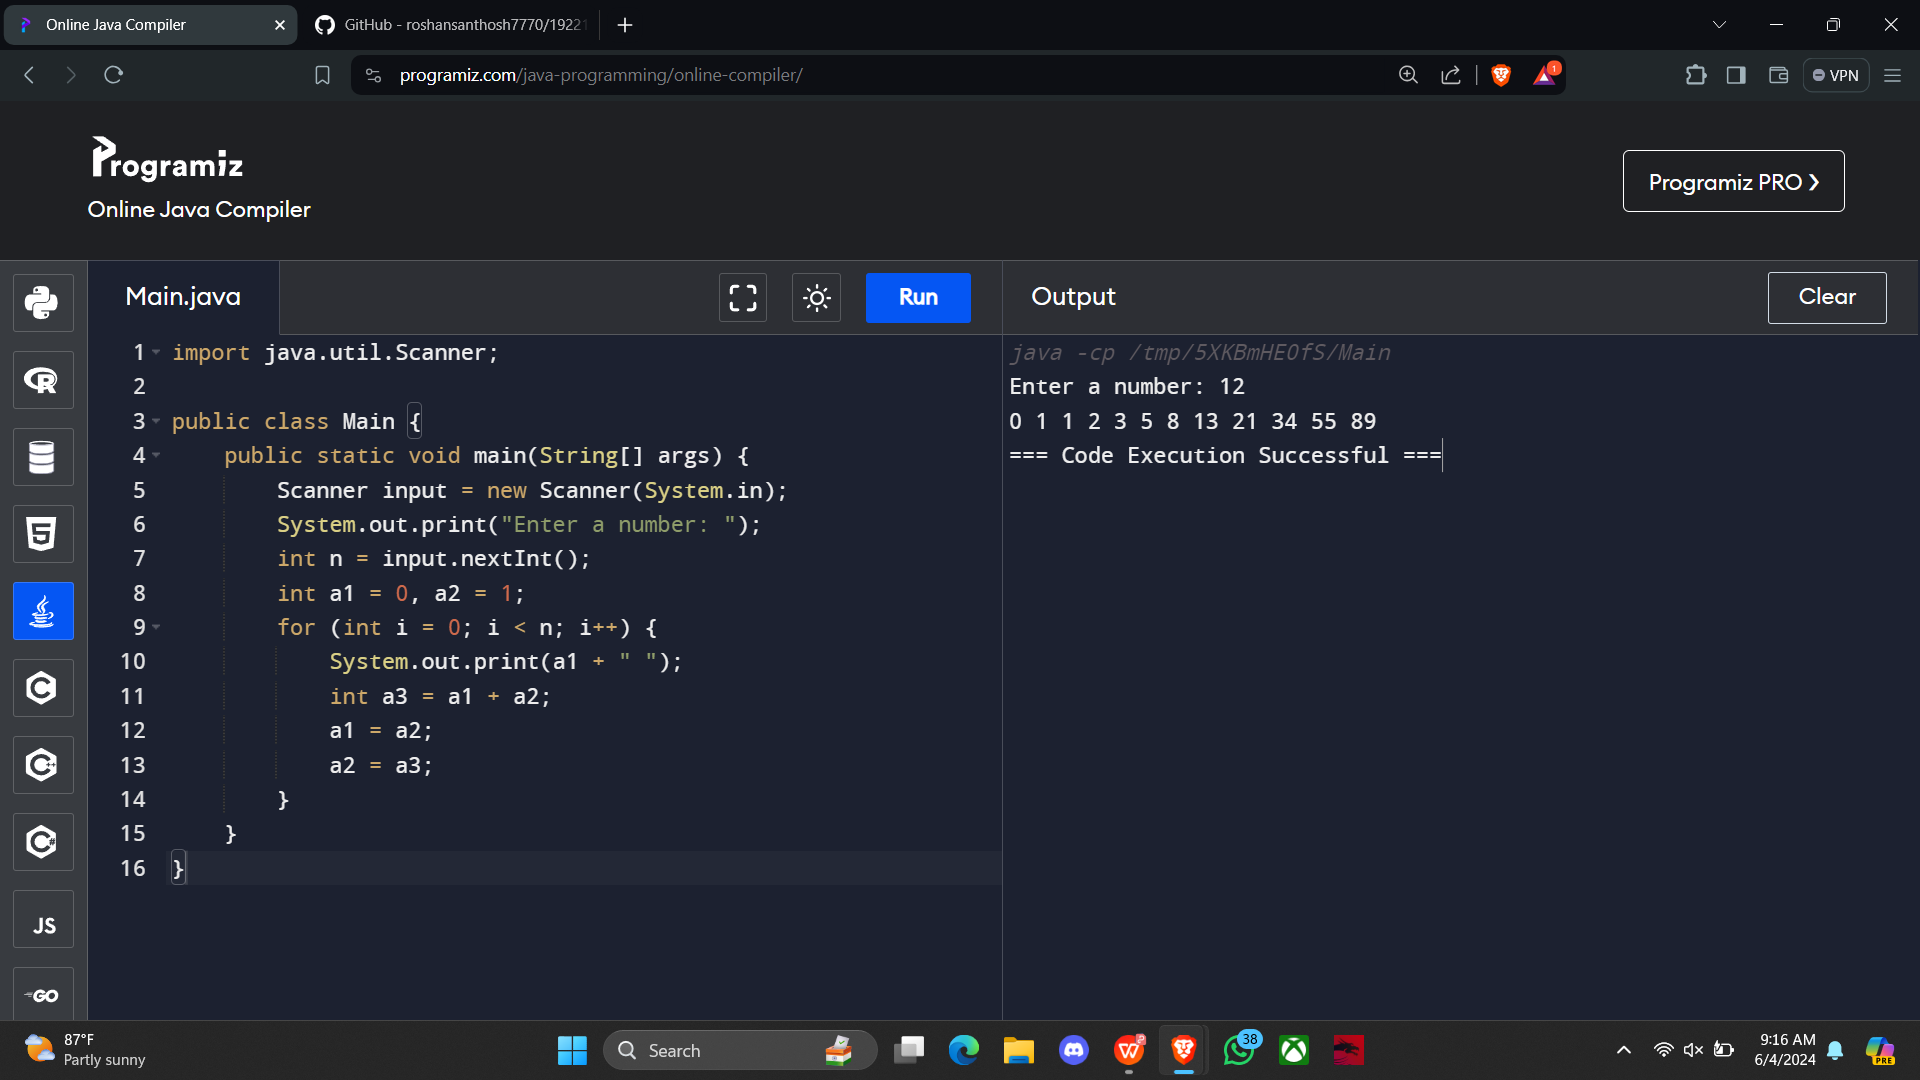 Online Java Compiler
GitHub - roshansanthosh7770/19221
programiz.com/java-programming/online-compiler/
1
VPN
Programiz
Online Java Compiler
Programiz PRO ❯
Main.java
Run
Output
Clear
1 import java.util.Scanner;
2
3 public class Main {
4 public static void main(String[] args) {
5 Scanner input = new Scanner(System.in);
6 System.out.print("Enter a number: ");
7 int n = input.nextInt();
8 int a1 = 0, a2 = 1;
9 for (int i = 0; i < n; i++) {
10 System.out.print(a1 + " ");
11 int a3 = a1 + a2;
12 a1 = a2;
13 a2 = a3;
14 }
15 }
16 }
java -cp /tmp/5XKBmHEOfS/Main
Enter a number: 12
0 1 1 2 3 5 8 13 21 34 55 89
=== Code Execution Successful ===
R
5
C
C++
C#
JS
GO
87°F
Partly sunny
Search
W
38
9:16 AM
6/4/2024
PRE